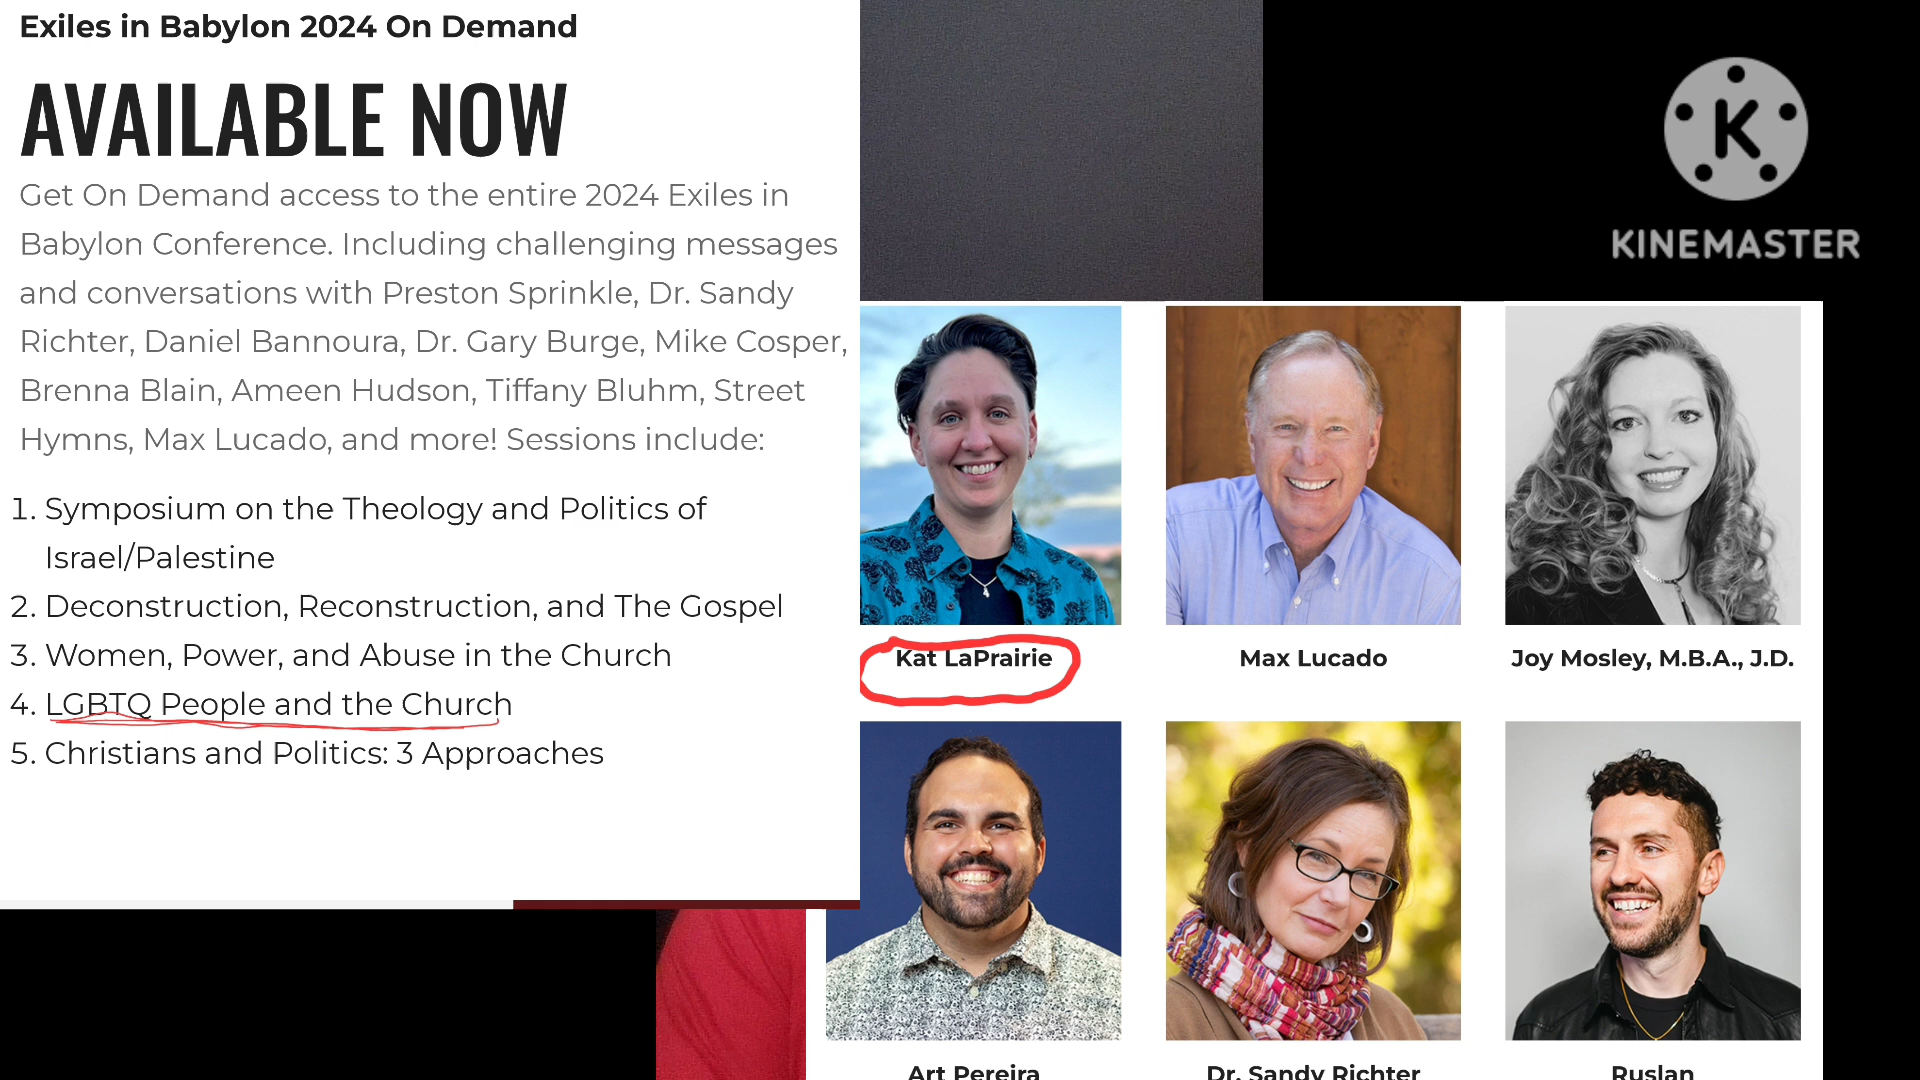 Exiles in Babylon 2024 On Demand
AVAILABLE NOW
Get On Demand access to the entire 2024 Exiles in
Babylon Conference. Including challenging messages
and conversations with Preston Sprinkle, Dr. Sandy
Richter, Daniel Bannoura, Dr. Gary Burge, Mike Cosper,
Brenna Blain, Ameen Hudson, Tiffany Bluhm, Street
Hymns, Max Lucado, and more! Sessions include:
1. Symposium on the Theology and Politics of
Israel/Palestine
2. Deconstruction, Reconstruction, and The Gospel
3. Women, Power, and Abuse in the Church
4. LGBTQ People and the Church
5. Christians and Politics: 3 Approaches
K
KINEMASTER
Kat LaPrairie
Max Lucado
Joy Mosley, M.B.A., J.D.
Art Pereira
Dr. Sandy Richter
Ruslan